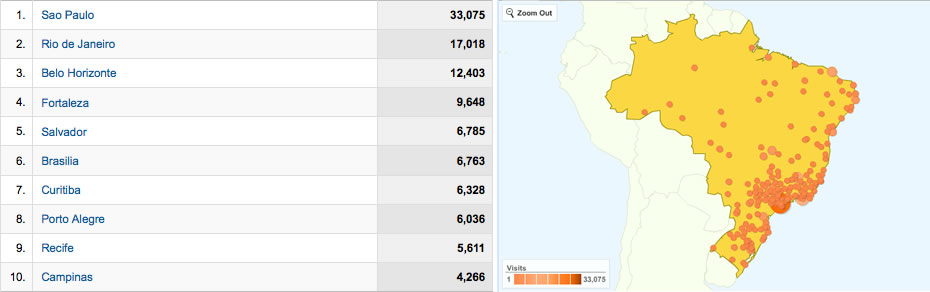 1. Sao Paulo 33,075
2. Rio de Janeiro 17,018
3. Belo Horizonte 12,403
4. Fortaleza 9,648
5. Salvador 6,785
6. Brasilia 6,763
7. Curitiba 6,328
8. Porto Alegre 6,036
9. Recife 5,611
10. Campinas 4,266
Zoom Out
Visits
1 33,075